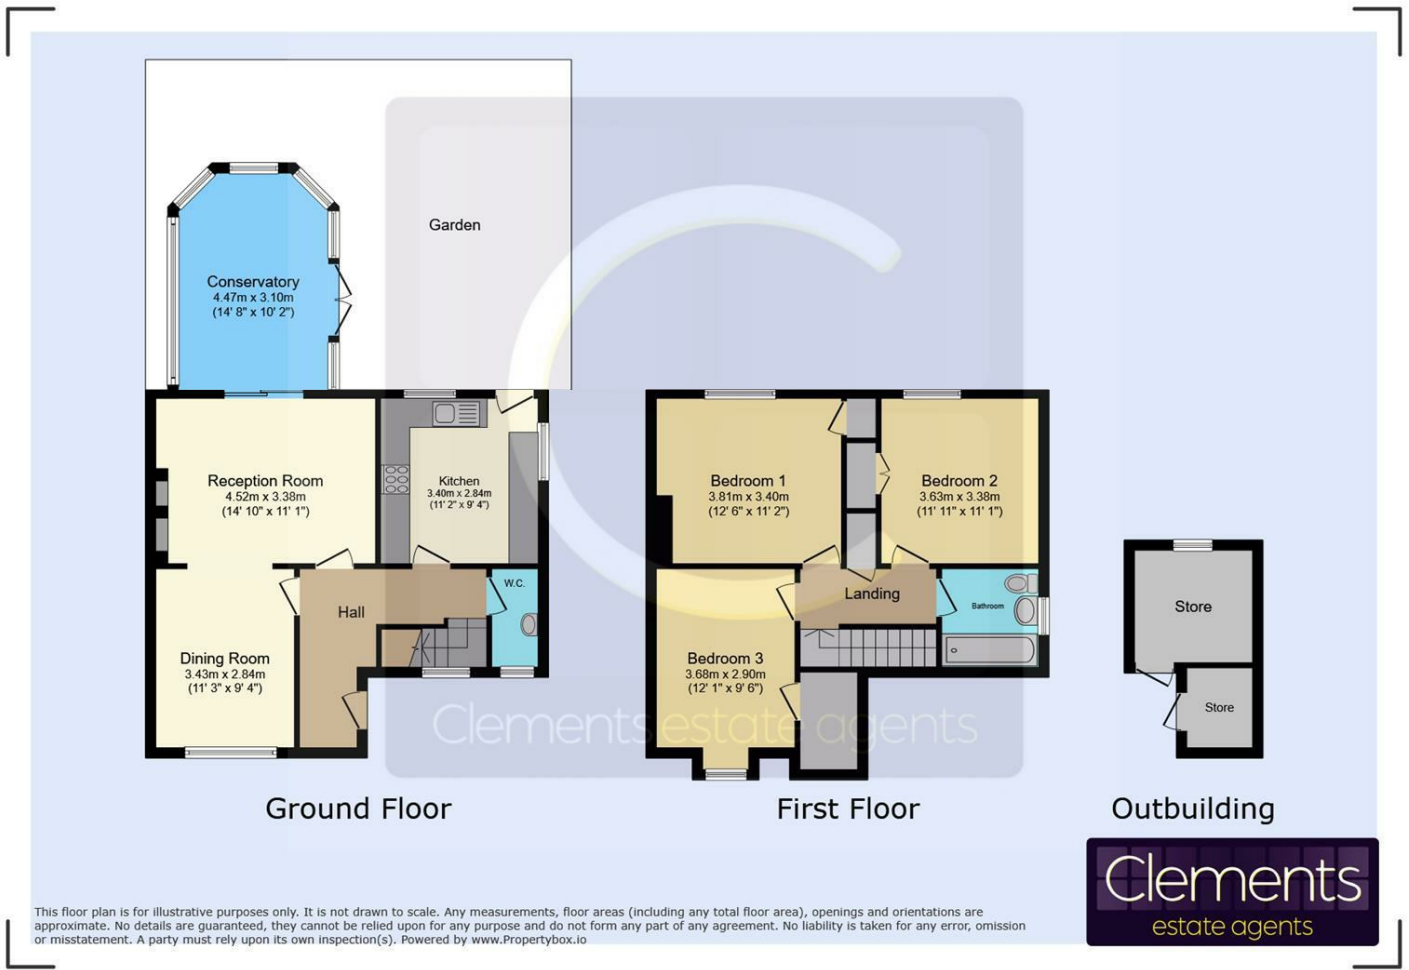 Garden
Conservatory
4.47m x 3.10m
(14' 8" x 10' 2")
Reception Room
4.52m x 3.38m
(14' 10" x 11' 1")
Kitchen
3.40m x 2.84m
(11' 2" x 9' 4")
W.C.
Hall
Dining Room
3.43m x 2.84m
(11' 3" x 9' 4")
Bedroom 1
3.81m x 3.40m
(12' 6" x 11' 2")
Bedroom 2
3.63m x 3.38m
(11' 11" x 11' 1")
Landing
Bathroom
Bedroom 3
3.68m x 2.90m
(12' 1" x 9' 6")
Store
Store
Clements estate agents
Ground Floor
First Floor
Outbuilding
Clements
estate agents
This floor plan is for illustrative purposes only. It is not drawn to scale. Any measurements, floor areas (including any total floor area), openings and orientations are
approximate. No details are guaranteed, they cannot be relied upon for any purpose and do not form any part of any agreement. No liability is taken for any error, omission
or misstatement. A party must rely upon its own inspection(s). Powered by www.Propertybox.io